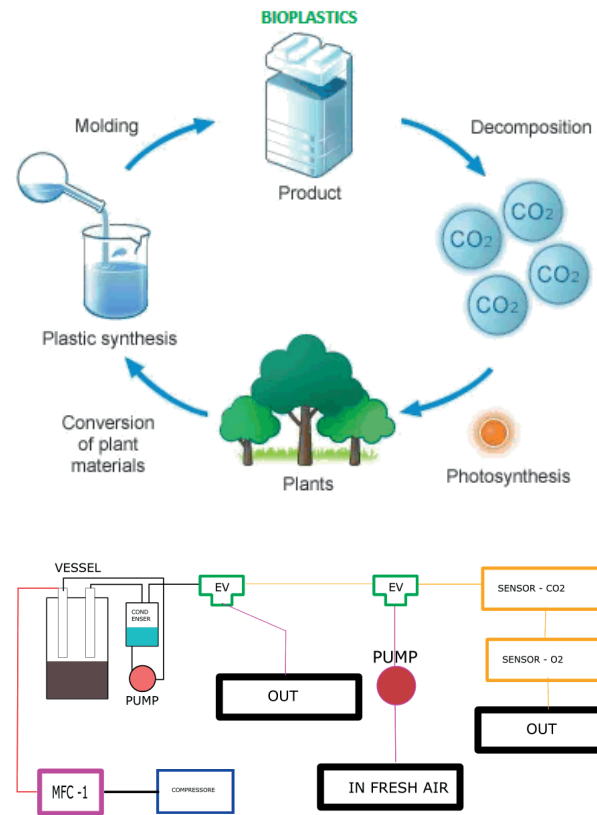 BIOPLASTICS
Molding
Decomposition
Product
CO2
CO2
CO2
CO2
Plastic synthesis
Conversion
of plant
materials
Plants
Photosynthesis
VESSEL
COND
ENSER
PUMP
EV
EV
SENSOR - CO2
SENSOR - O2
PUMP
OUT
OUT
MFC -1
COMPRESSORE
IN FRESH AIR